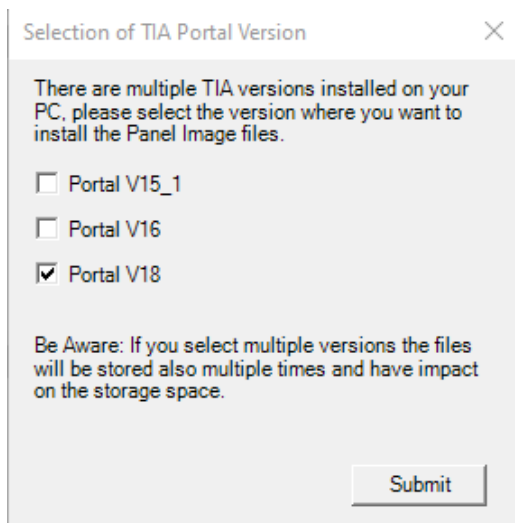 Selection of TIA Portal Version
There are multiple TIA versions installed on your
PC, please select the version where you want to
install the Panel Image files.
Portal V15_1
Portal V16
Portal V18
Be Aware: If you select multiple versions the files
will be stored also multiple times and have impact
on the storage space.
Submit